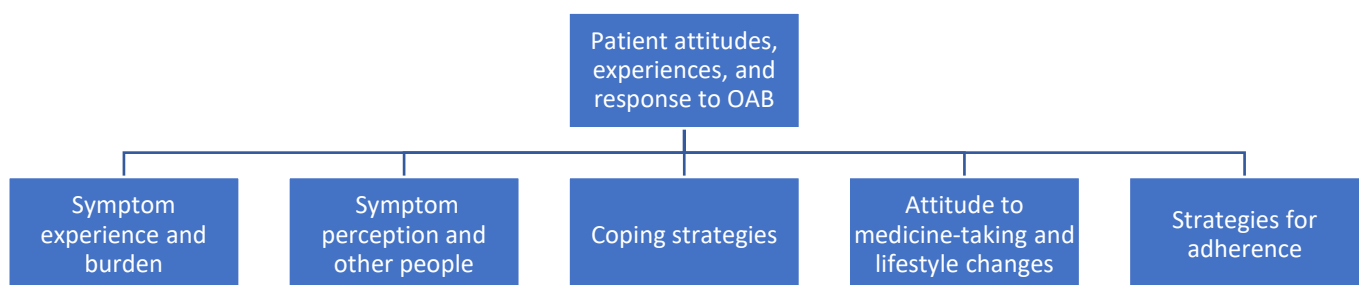 Patient attitudes,
experiences, and
response to OAB
Symptom
experience and
burden
Symptom
perception and
other people
Coping strategies
Attitude to
medicine-taking and
lifestyle changes
Strategies for
adherence